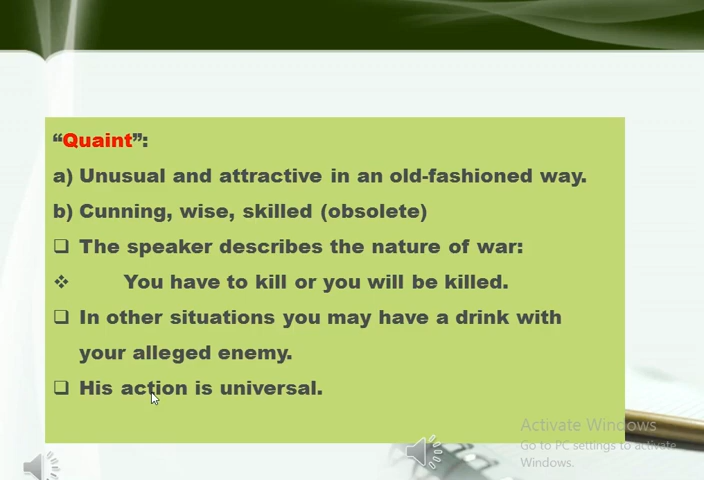 “Quaint”:
a) Unusual and attractive in an old-fashioned way.
b) Cunning, wise, skilled (obsolete)
❑ The speaker describes the nature of war:
❖ You have to kill or you will be killed.
❑ In other situations you may have a drink with
your alleged enemy.
❑ His action is universal.
Activate Windows
Go to PC settings to activate
Windows.